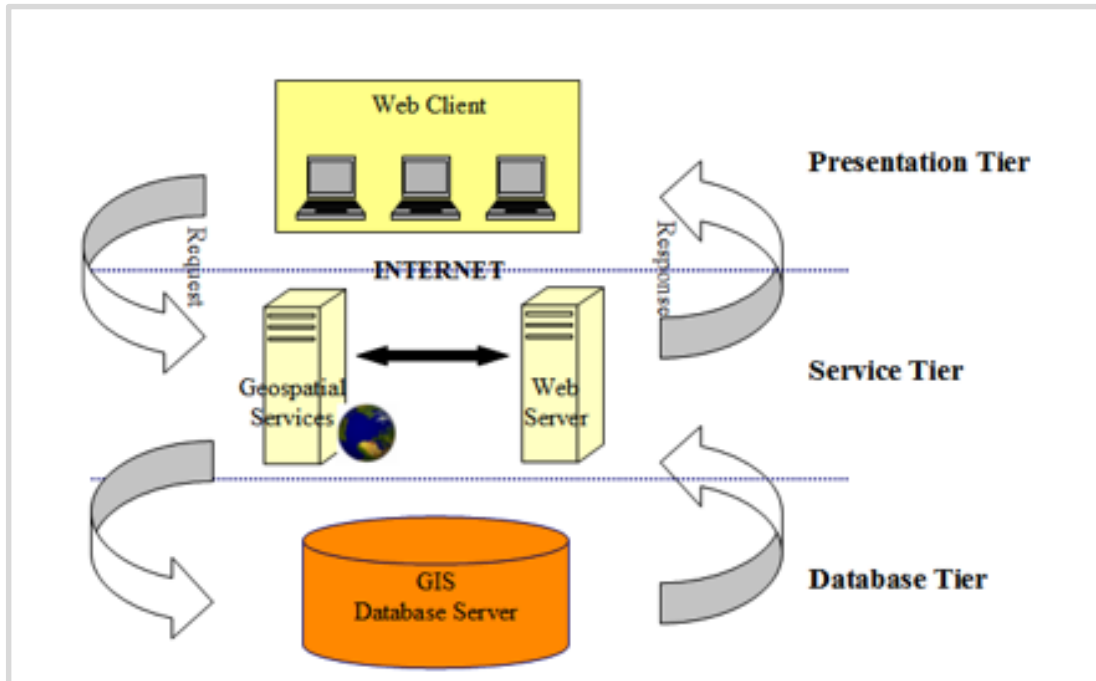 Web Client
Presentation Tier
Request
Response
INTERNET
Geospatial
Services
Web
Server
Service Tier
GIS
Database Server
Database Tier